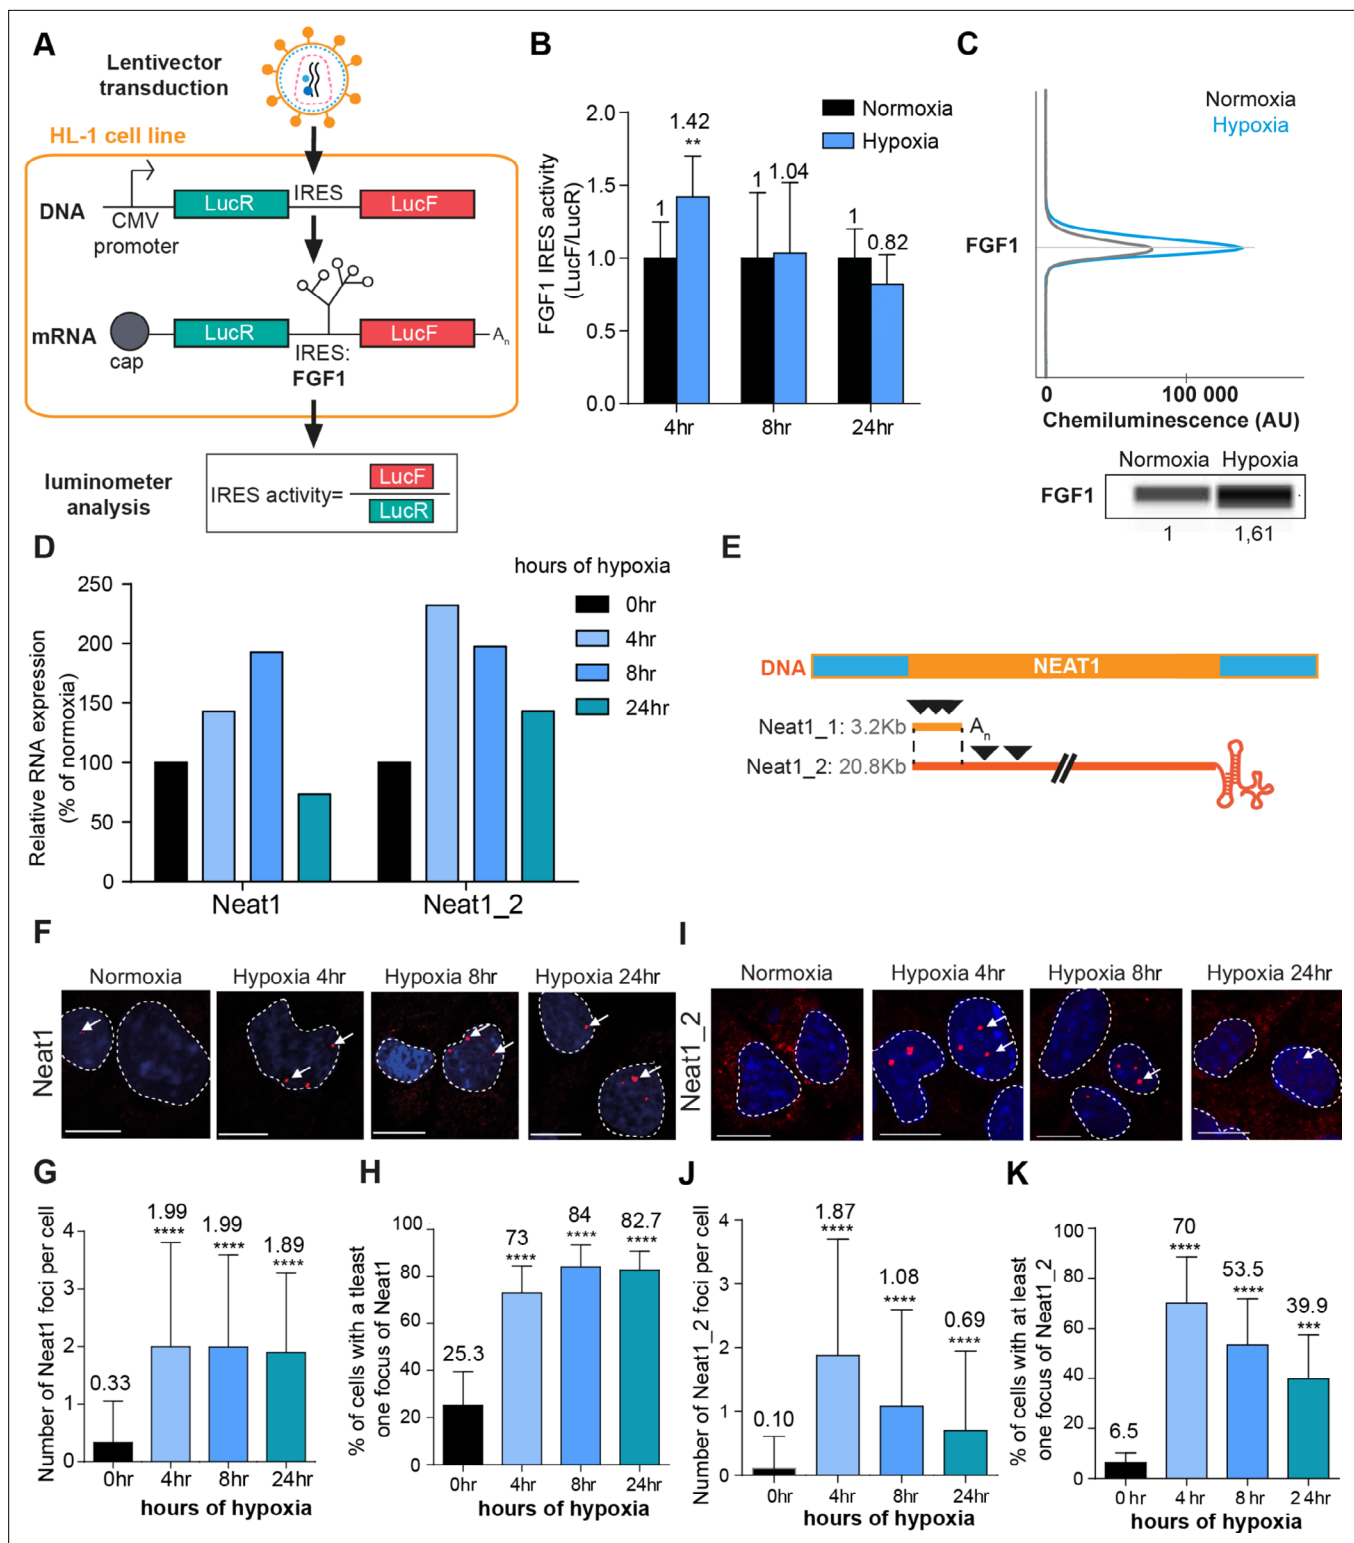 A
Lentivector
transduction
HL-1 cell line
DNA
LucR
IRES
LucF
CMV
promoter
mRNA
LucR
LucF
An
cap
IRES:
FGF1
luminometer
analysis
IRES activity=
LucF
LucR
B
FGF1 IRES activity
(LucF/LucR)
2.0
1.5
1.0
0.5
0.0
Normoxia
Hypoxia
1
1.42
**
1
1.04
1
0.82
4hr
8hr
24hr
C
Normoxia
Hypoxia
FGF1
0
100 000
Chemiluminescence (AU)
Normoxia
Hypoxia
FGF1
1
1,61
D
Relative RNA expression
(% of normoxia)
250
200
150
100
50
0
Neat1
Neat1_2
hours of hypoxia
0hr
4hr
8hr
24hr
E
DNA
NEAT1
Neat1_1: 3.2Kb
An
Neat1_2: 20.8Kb
F
Neat1
Normoxia
Hypoxia 4hr
Hypoxia 8hr
Hypoxia 24hr
I
Neat1_2
Normoxia
Hypoxia 4hr
Hypoxia 8hr
Hypoxia 24hr
G
Number of Neat1 foci per cell
4
3
2
1
0
0.33
1.99
****
1.99
****
1.89
****
0hr
4hr
8hr
24hr
hours of hypoxia
H
% of cells with a tleast
one focus of Neat1
100
80
60
40
20
0
25.3
73
****
84
****
82.7
****
0hr
4hr
8hr
24hr
hours of hypoxia
J
Number of Neat1_2 foci per cell
4
3
2
1
0
0.10
1.87
****
1.08
****
0.69
****
0hr
4hr
8hr
24hr
hours of hypoxia
K
% of cells with at least
one focus of Neat1_2
100
80
60
40
20
0
6.5
70
****
53.5
****
39.9
***
0 hr
4 hr
8 hr
2 4hr
hours of hypoxia